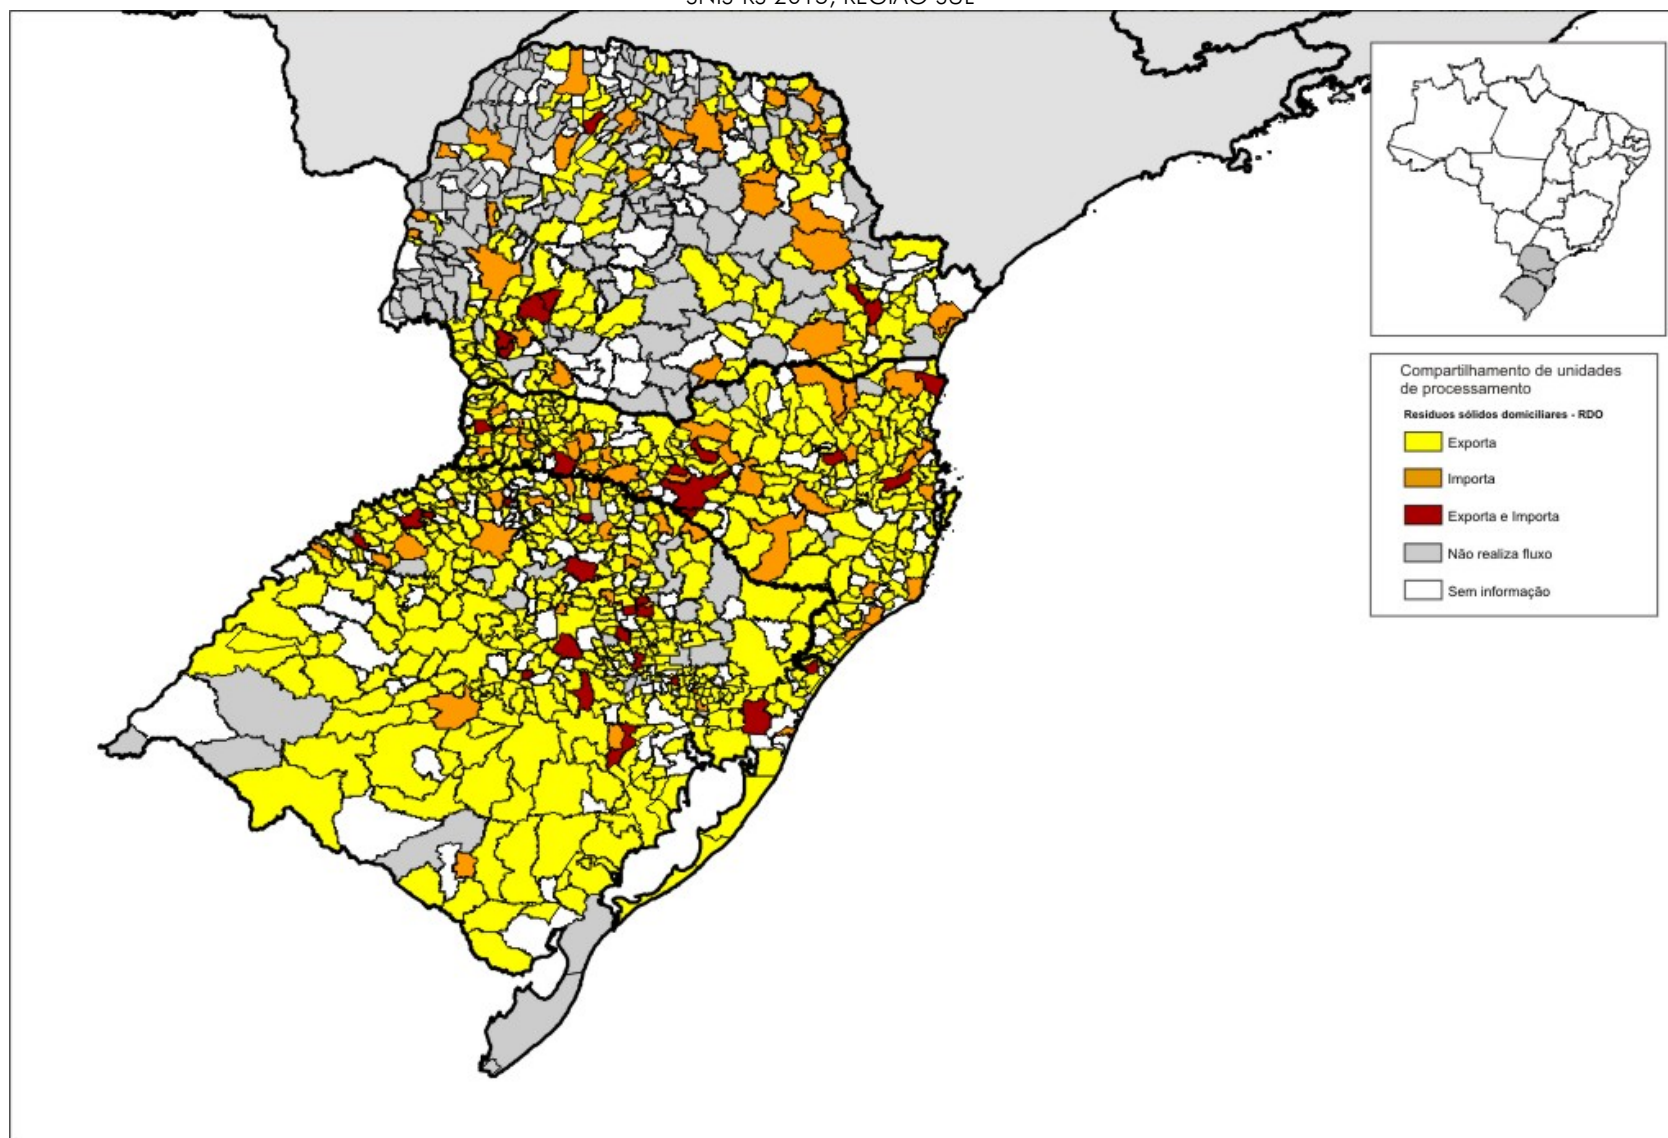 Compartilhamento de unidades
de processamento
Resíduos sólidos domiciliares - RDO
Exporta
Importa
Exporta e Importa
Não realiza fluxo
Sem informação